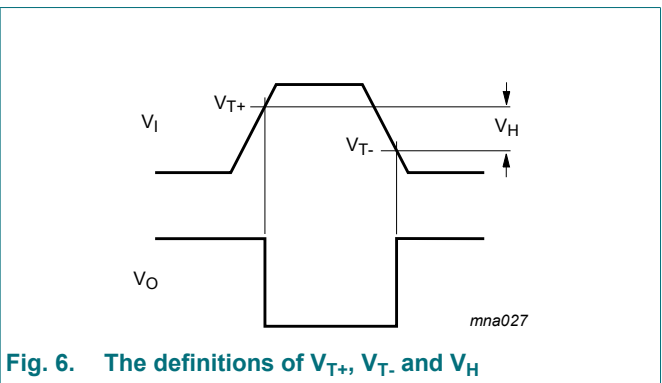 VT+
VI
VH
VT-
VO
mna027
Fig. 6. The definitions of VT+, VT- and VH